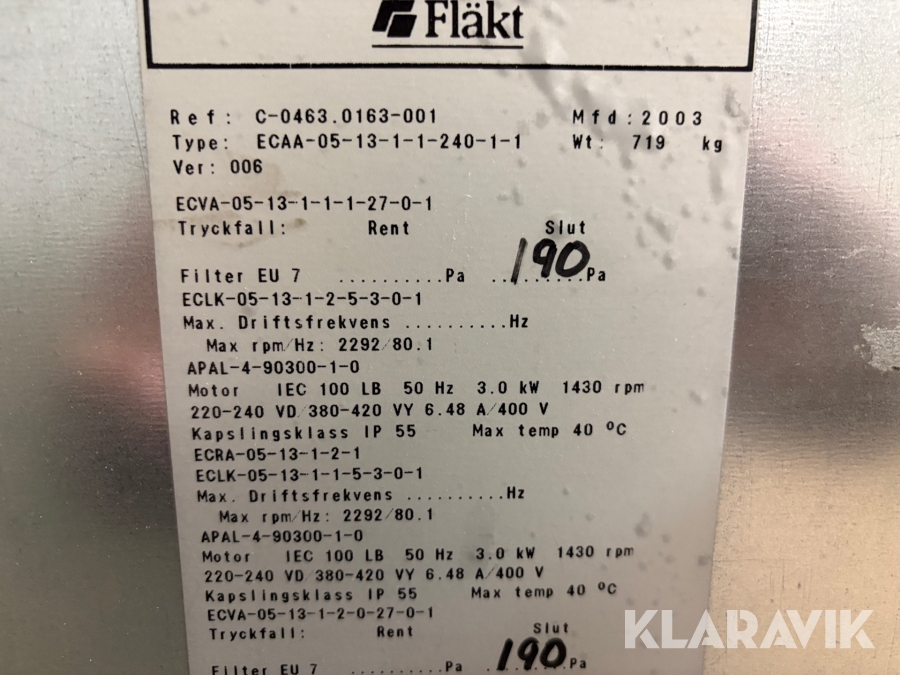 Fläkt
Ref: C-0463.0163-001 Mfd:2003
Type: ECAA-05-13-1-1-240-1-1 Wt: 719 kg
Ver: 006
ECVA-05-13-1-1-1-27-0-1
Tryckfall: Rent Slut
Filter EU 7 ..........Pa 190 Pa
ECLK-05-13-1-2-5-3-0-1
Max. Driftsfrekvens ..........Hz
Max rpm/Hz: 2292/80.1
APAL-4-90300-1-0
Motor IEC 100 LB 50 Hz 3.0 kW 1430 rpm
220-240 VD/380-420 VY 6.48 A/400 V
Kapslingsklass IP 55 Max temp 40 ºC
ECRA-05-13-1-2-1
ECLK-05-13-1-1-5-3-0-1
Max. Driftsfrekvens ..........Hz
Max rpm/Hz: 2292/80.1
APAL-4-90300-1-0
Motor IEC 100 LB 50 Hz 3.0 kW 1430 rpm
220-240 VD/380-420 VY 6.48 A/400 V
Kapslingsklass IP 55 Max temp 40 ºC
ECVA-05-13-1-2-0-27-0-1
Tryckfall: Rent Slut
Filter EU 7 ..........Pa 190 Pa
KLARAVIK